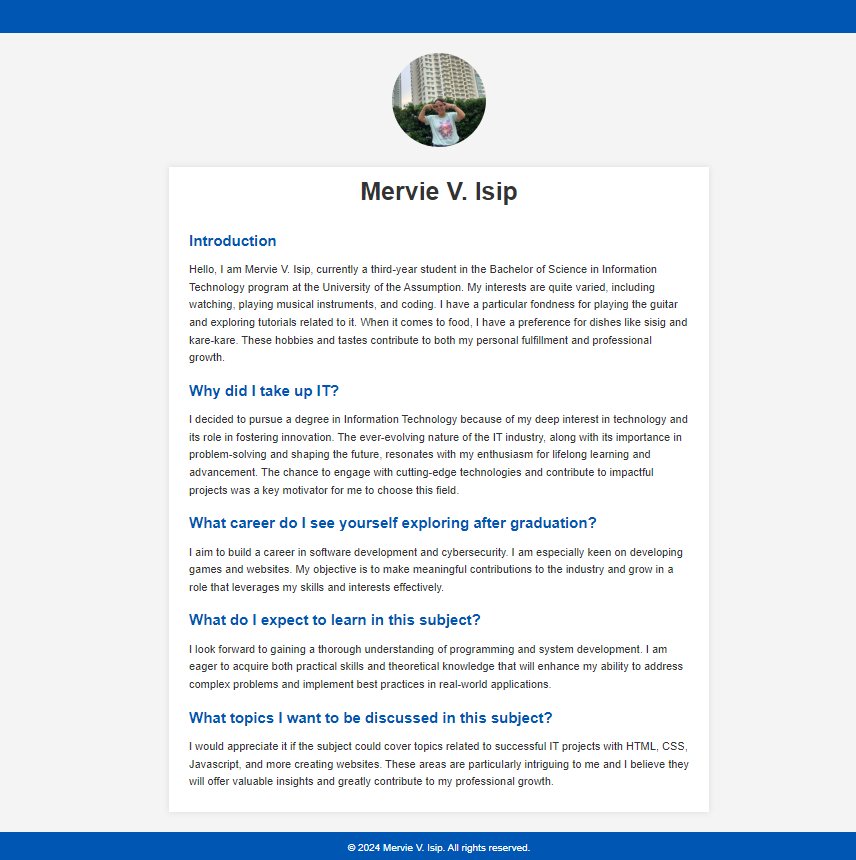 Mervie V. Isip
Introduction
Hello, I am Mervie V. Isip, currently a third-year student in the Bachelor of Science in Information
Technology program at the University of the Assumption. My interests are quite varied, including
watching, playing musical instruments, and coding. I have a particular fondness for playing the guitar
and exploring tutorials related to it. When it comes to food, I have a preference for dishes like sisig and
kare-kare. These hobbies and tastes contribute to both my personal fulfillment and professional
growth.
Why did I take up IT?
I decided to pursue a degree in Information Technology because of my deep interest in technology and
its role in fostering innovation. The ever-evolving nature of the IT industry, along with its importance in
problem-solving and shaping the future, resonates with my enthusiasm for lifelong learning and
advancement. The chance to engage with cutting-edge technologies and contribute to impactful
projects was a key motivator for me to choose this field.
What career do I see yourself exploring after graduation?
I aim to build a career in software development and cybersecurity. I am especially keen on developing
games and websites. My objective is to make meaningful contributions to the industry and grow in a
role that leverages my skills and interests effectively.
What do I expect to learn in this subject?
I look forward to gaining a thorough understanding of programming and system development. I am
eager to acquire both practical skills and theoretical knowledge that will enhance my ability to address
complex problems and implement best practices in real-world applications.
What topics I want to be discussed in this subject?
I would appreciate it if the subject could cover topics related to successful IT projects with HTML, CSS,
Javascript, and more creating websites. These areas are particularly intriguing to me and I believe they
will offer valuable insights and greatly contribute to my professional growth.
© 2024 Mervie V. Isip. All rights reserved.